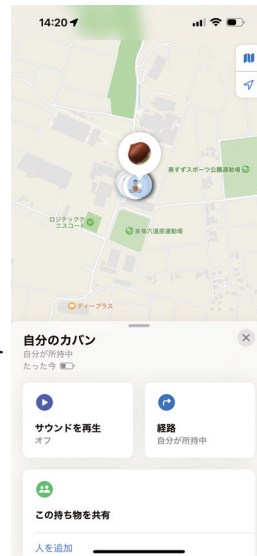 14:20
美すずスポーツ公園運動場
ロジテックテ
ニスコート
美篶六道原運動場
ディープラス
自分のカバン
自分が所持中
たった今
サウンドを再生
オフ
経路
自分が所持中
この持ち物を共有
人を追加